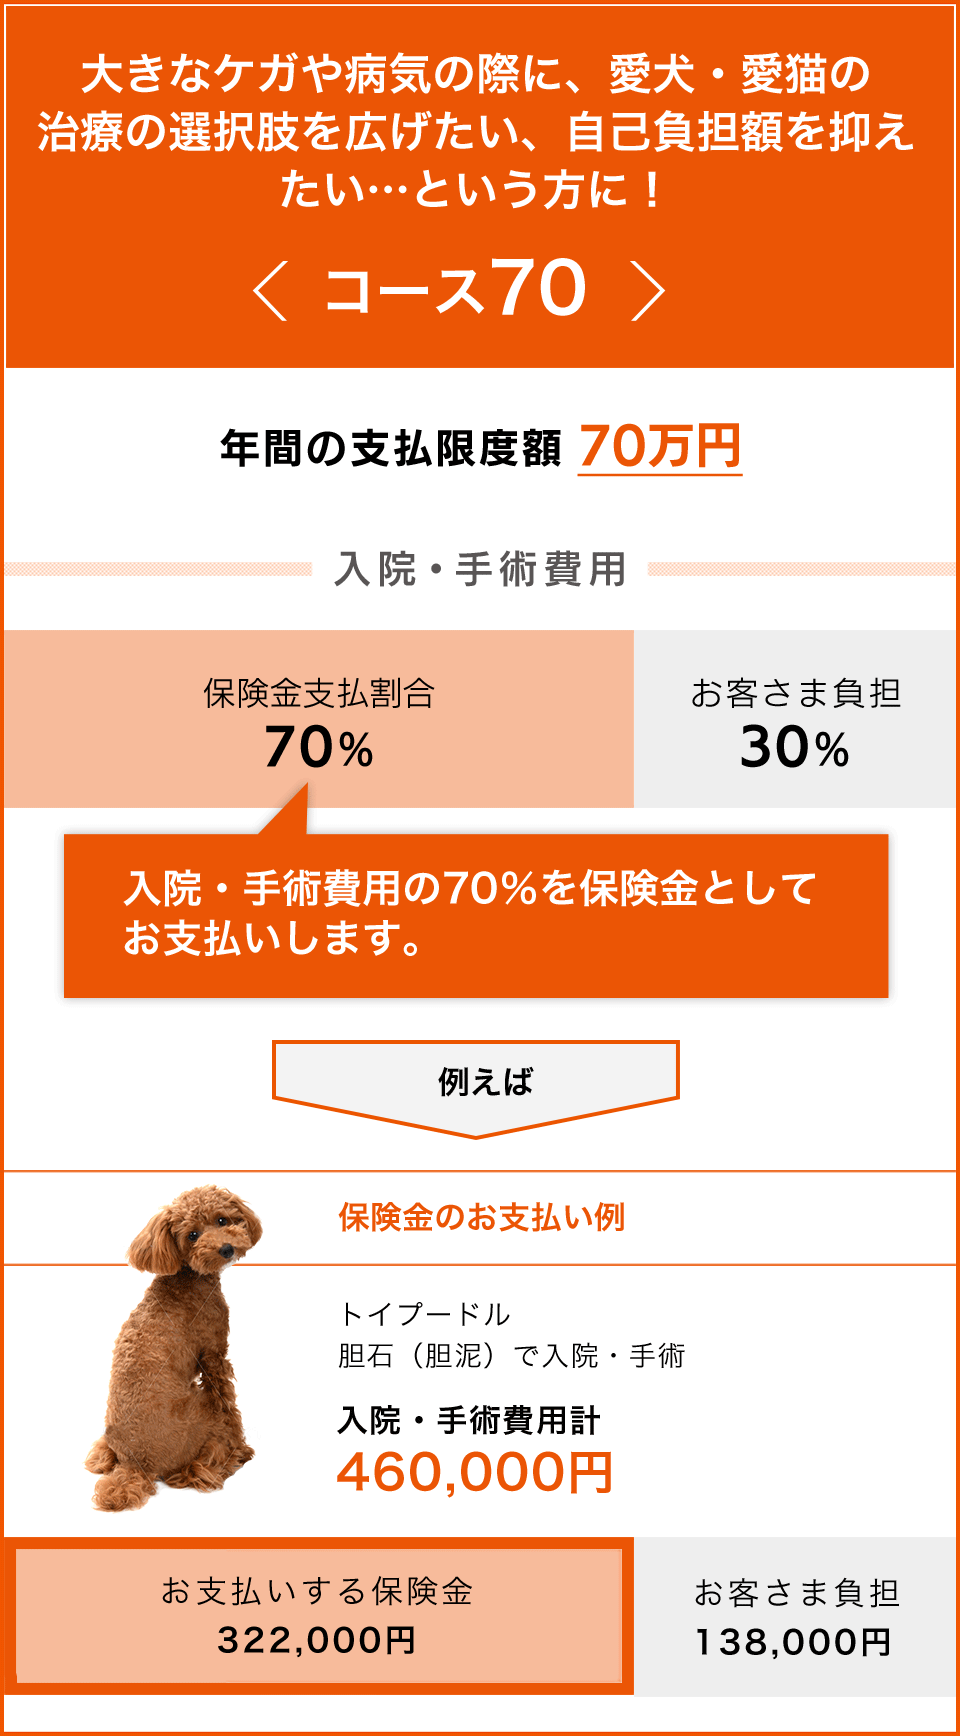 大きなケガや病気の際に、愛犬・愛猫の
治療の選択肢を広げたい、自己負担額を抑え
たい…という方に！
コース70
年間の支払限度額 70万円
入院・手術費用
保険金支払割合
70%
お客さま負担
30%
入院・手術費用の70%を保険金として
お支払いします。
例えば
保険金のお支払い例
トイプードル
胆石（胆泥）で入院・手術
入院・手術費用計
460,000円
お支払いする保険金
322,000円
お客さま負担
138,000円